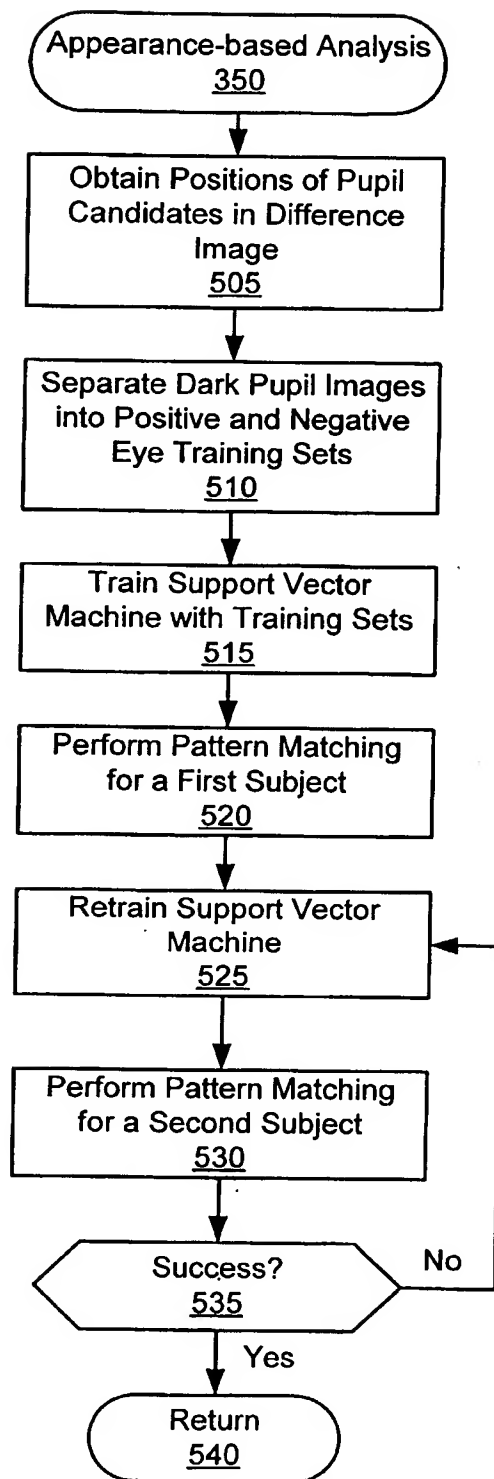 Appearance-based Analysis
350
Obtain Positions of Pupil
Candidates in Difference
Image
505
Separate Dark Pupil Images
into Positive and Negative
Eye Training Sets
510
Train Support Vector
Machine with Training Sets
515
Perform Pattern Matching
for a First Subject
520
Retrain Support Vector
Machine
525
Perform Pattern Matching
for a Second Subject
530
Success?
535
No
Yes
Return
540